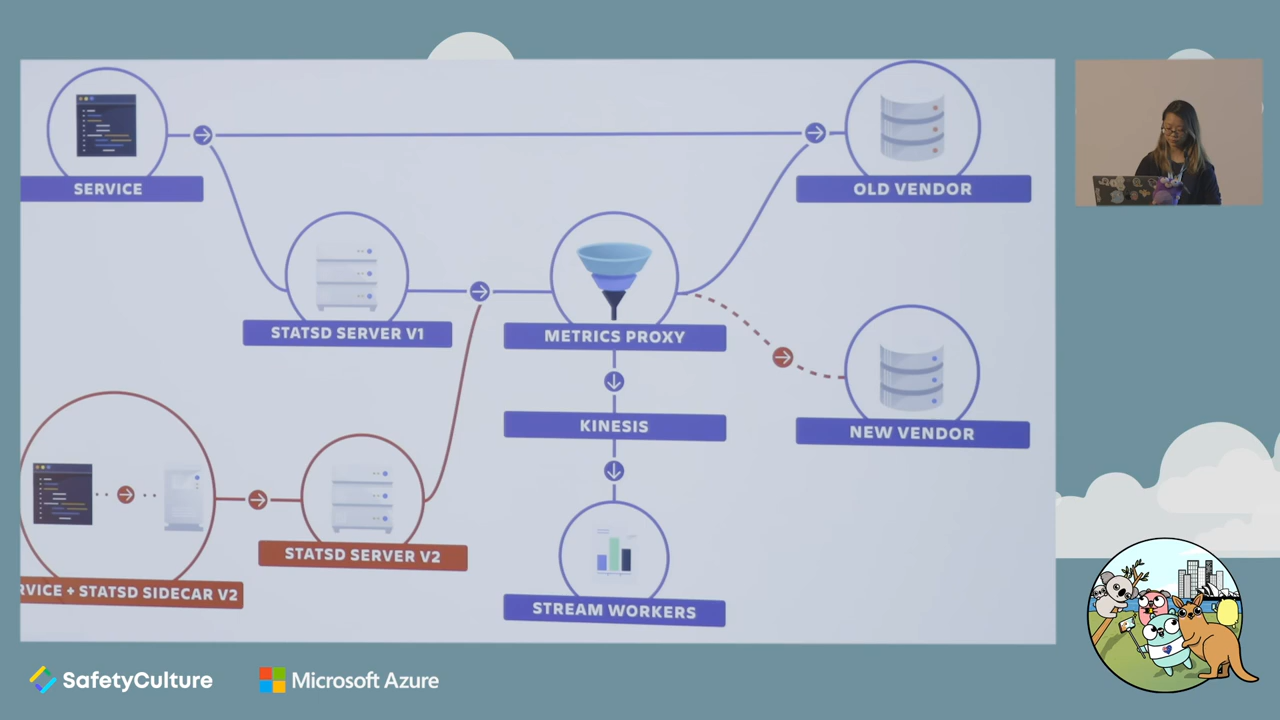 SERVICE
OLD VENDOR
STATSD SERVER V1
METRICS PROXY
KINESIS
NEW VENDOR
STATSD SERVER V2
RVICE + STATSD SIDECAR V2
STREAM WORKERS
SafetyCulture
Microsoft Azure